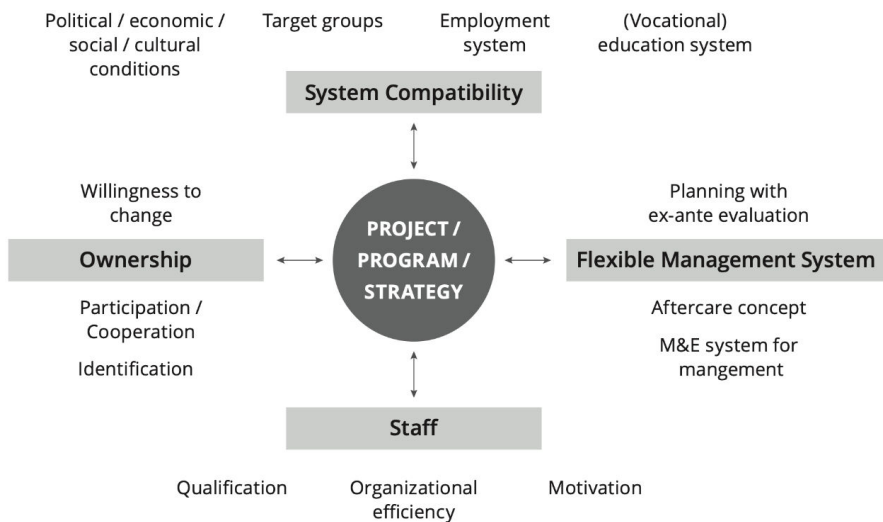 Political / economic /
social / cultural
conditions
Target groups
Employment
system
(Vocational)
education system
System Compatibility
Willingness to
change
Ownership
Participation /
Cooperation
Identification
PROJECT /
PROGRAM /
STRATEGY
Planning with
ex-ante evaluation
Flexible Management System
Aftercare concept
M&E system for
mangement
Staff
Qualification
Organizational
efficiency
Motivation